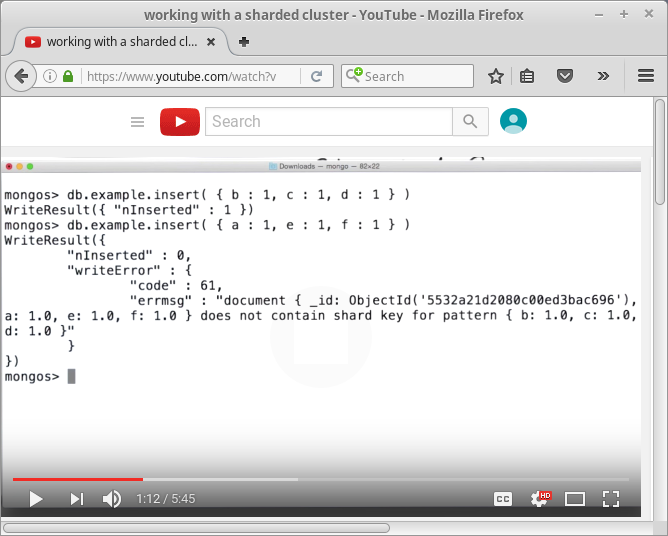 working with a sharded cluster - YouTube - Mozilla Firefox
working with a sharded cl...
https://www.youtube.com/watch?v
Search
Search
Downloads — mongo — 82×22
mongos> db.example.insert( { b : 1, c : 1, d : 1 } )
WriteResult({ "nInserted" : 1 })
mongos> db.example.insert( { a : 1, e : 1, f : 1 } )
WriteResult({
"nInserted" : 0,
"writeError" : {
"code" : 61,
"errmsg" : "document { _id: ObjectId('5532a21d2080c00ed3bac696'),
a: 1.0, e: 1.0, f: 1.0 } does not contain shard key for pattern { b: 1.0, c: 1.0,
d: 1.0 }"
}
})
mongos>
1:12 / 5:45
CC
HD